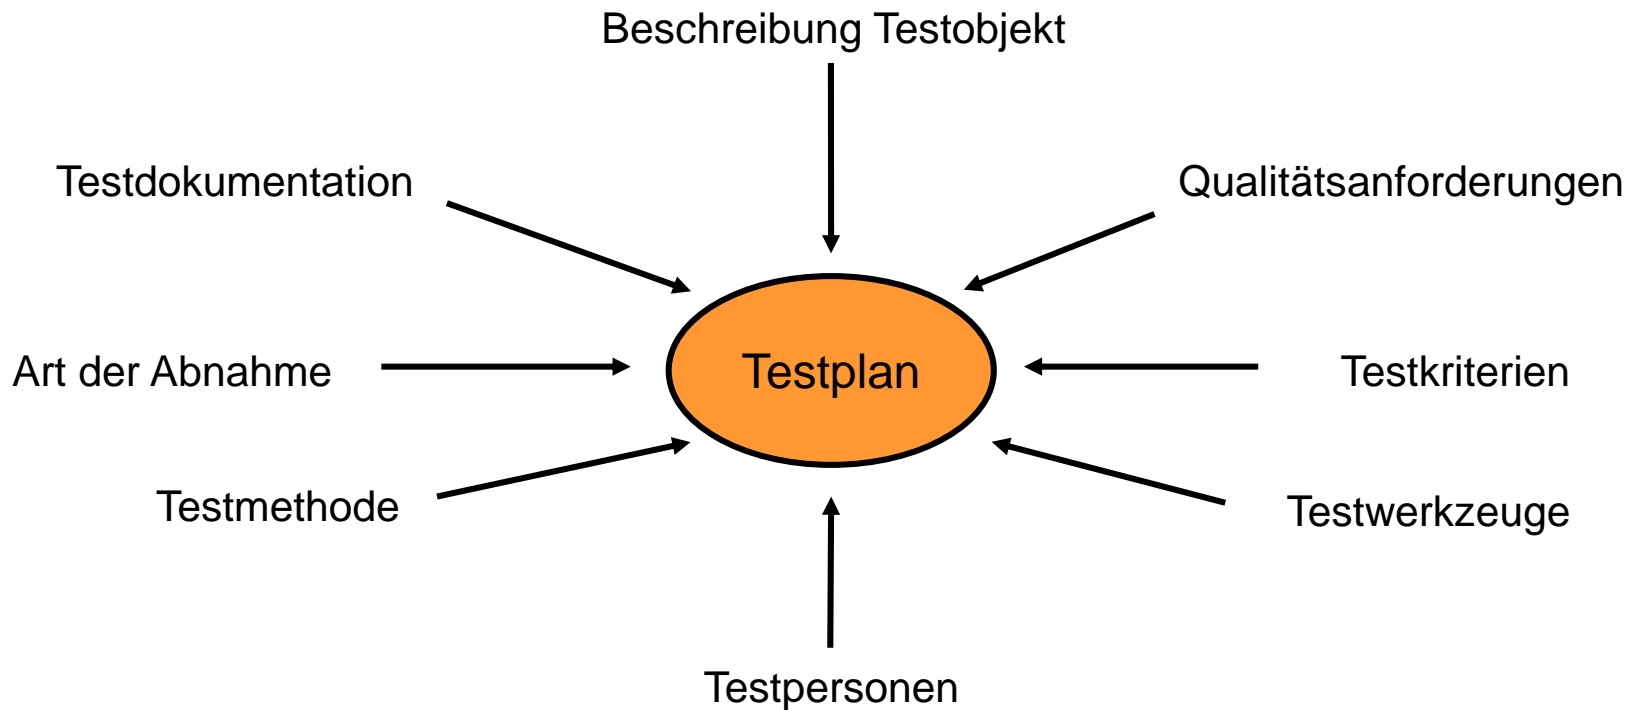 Beschreibung Testobjekt
Testdokumentation
Qualitätsanforderungen
Art der Abnahme
Testplan
Testkriterien
Testmethode
Testwerkzeuge
Testpersonen